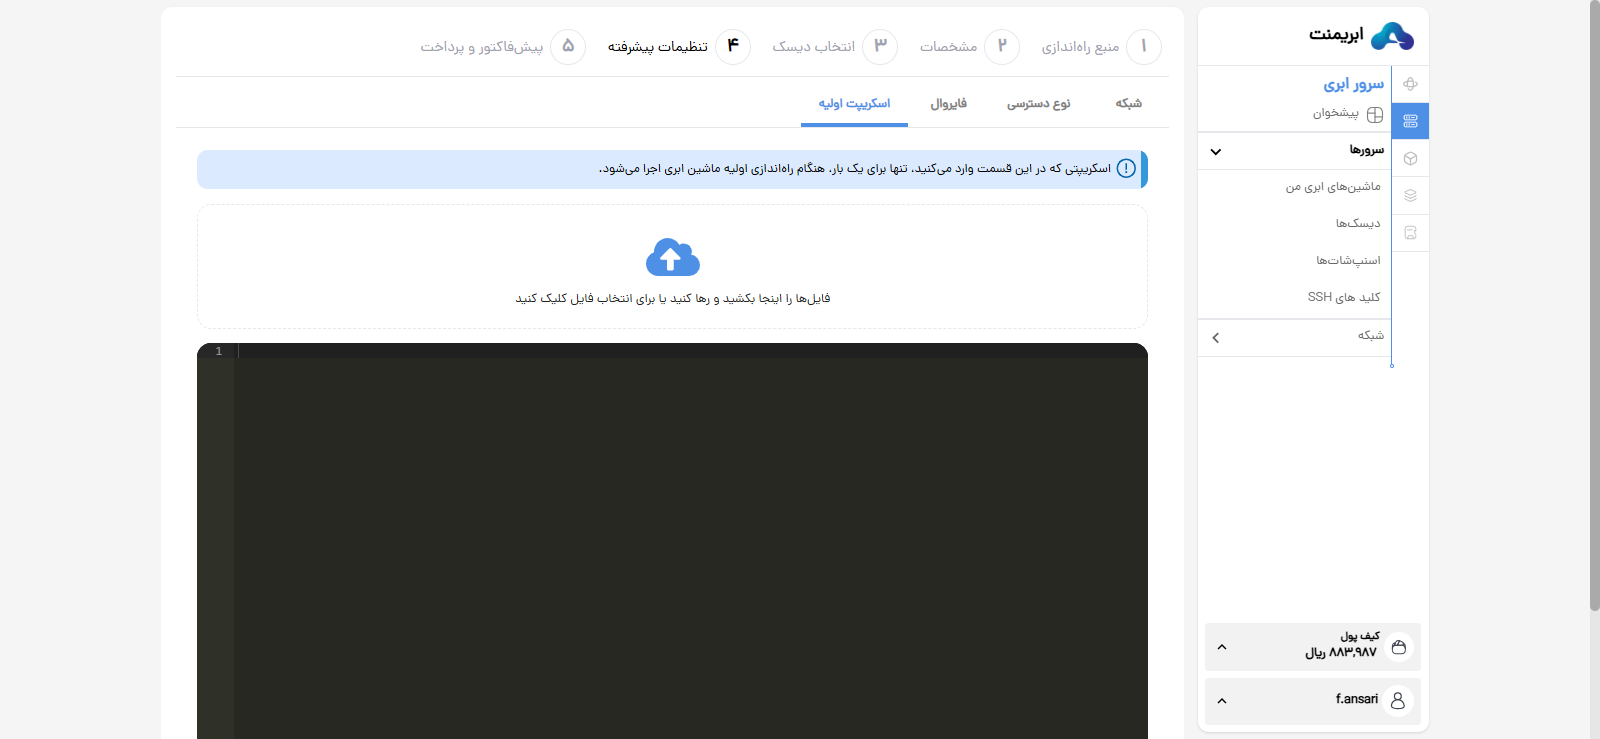 ابریمنت
سرور ابری
پیشخوان
سرورها
ماشین‌های ابری من
دیسک‌ها
اسنپ‌شات‌ها
کلید های SSH
شبکه
کیف پول
۸۸۳,۹۸۷ ریال
f.ansari
۱ منبع راه‌اندازی ۲ مشخصات ۳ انتخاب دیسک ۴ تنظیمات پیشرفته ۵ پیش‌فاکتور و پرداخت
شبکه نوع دسترسی فایروال اسکریپت اولیه
اسکریپتی که در این قسمت وارد می‌کنید، تنها برای یک بار، هنگام راه‌اندازی اولیه ماشین ابری اجرا می‌شود.
فایل‌ها را اینجا بکشید و رها کنید یا برای انتخاب فایل کلیک کنید
1